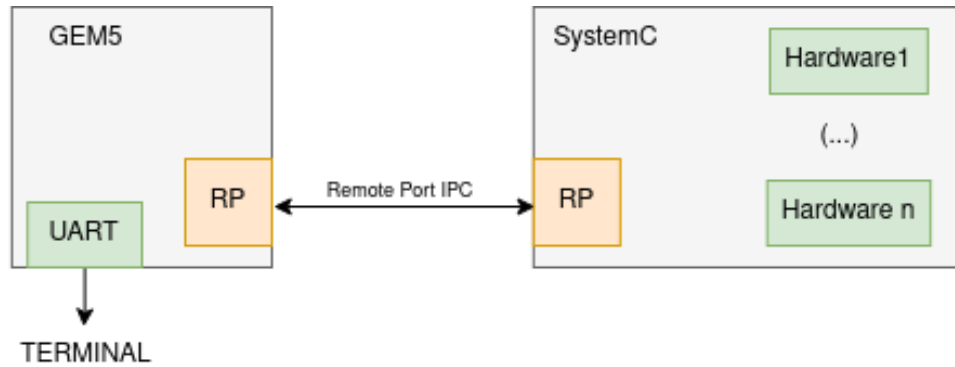 GEM5
SystemC
Hardware1
(...)
RP
Remote Port IPC
RP
Hardware n
UART
TERMINAL